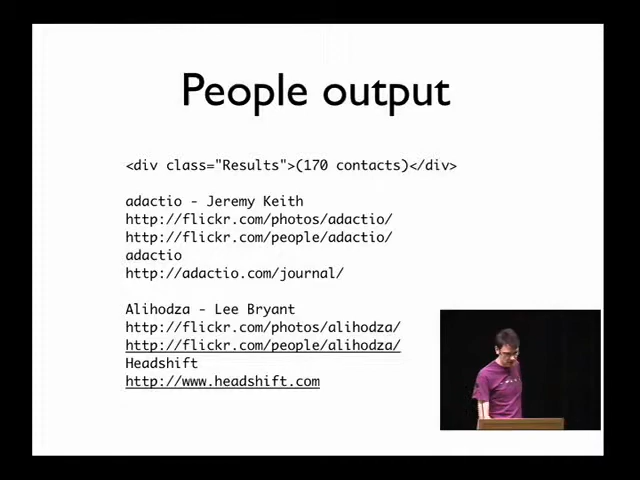 People output
<div class="Results">(170 contacts)</div>
adactio - Jeremy Keith
http://flickr.com/photos/adactio/
http://flickr.com/people/adactio/
adactio
http://adactio.com/journal/
Alihodza - Lee Bryant
http://flickr.com/photos/alihodza/
http://flickr.com/people/alihodza/
Headshift
http://www.headshift.com